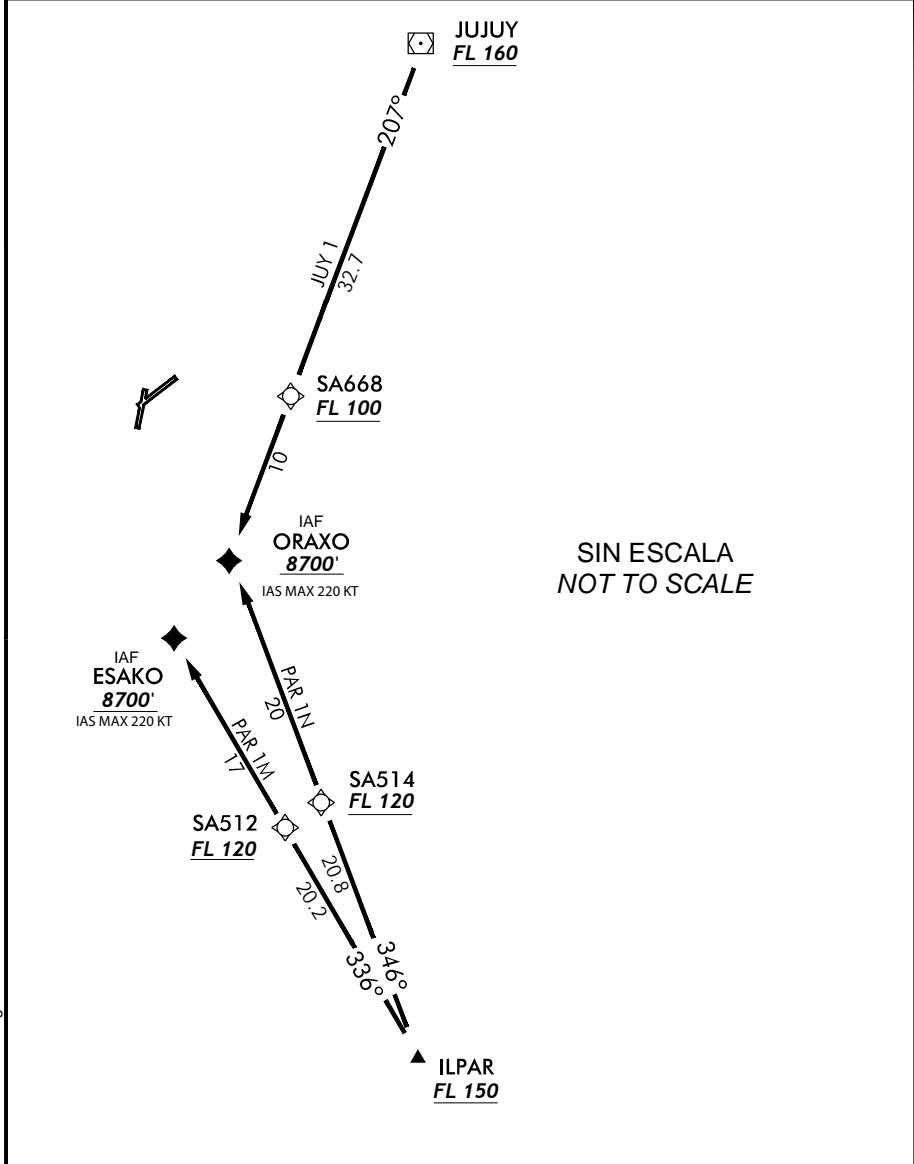 JUJUY
FL 160
207°
JUY 1
32.7
SA668
FL 100
10
IAF
ORAXO
8700'
IAS MAX 220 KT
SIN ESCALA
NOT TO SCALE
IAF
ESAKO
8700'
IAS MAX 220 KT
PAR 1N
20
PAR 1M
17
SA514
FL 120
SA512
FL 120
20.8
20.2
346°
336°
ILPAR
FL 150